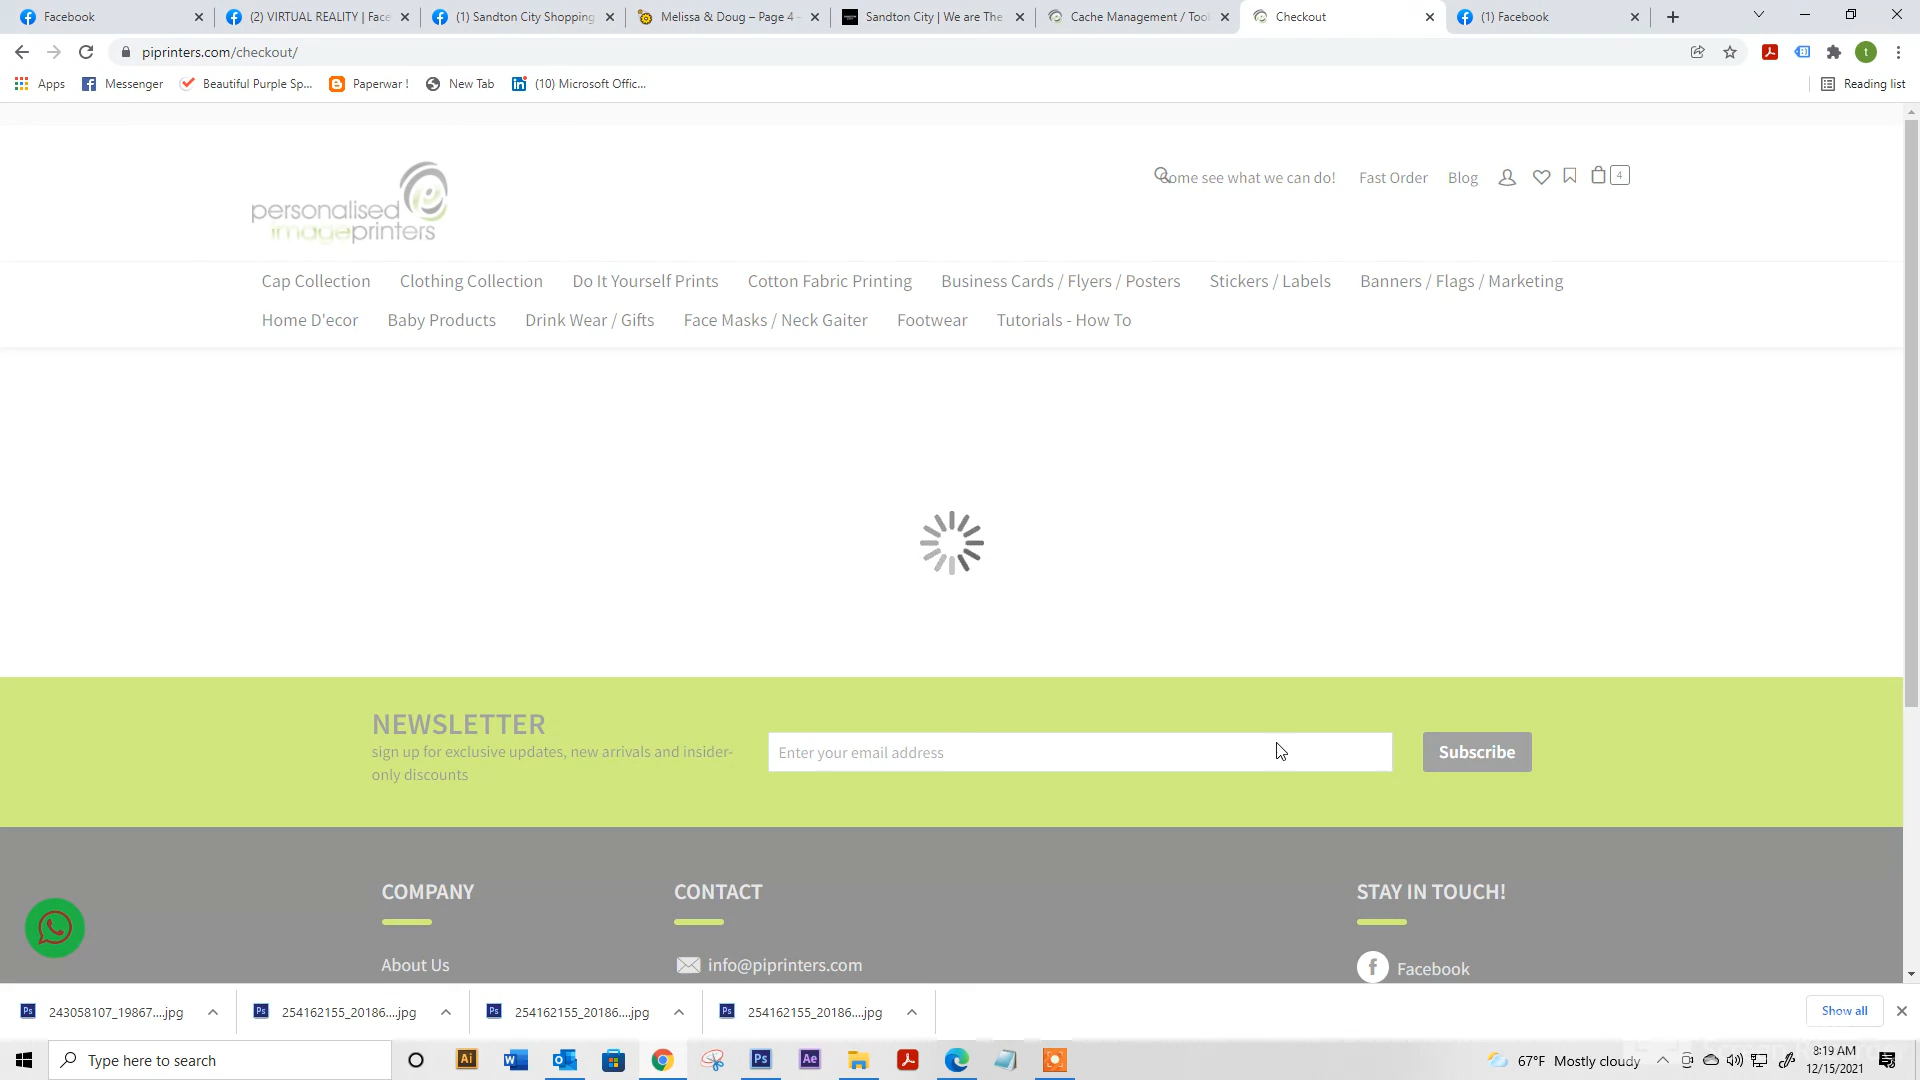 Facebook
(2) VIRTUAL REALITY | Face
(1) Sandton City Shopping
Melissa & Doug – Page 4 -
Sandton City | We are The
Cache Management / Tool
Checkout
(1) Facebook
piprinters.com/checkout/
t
Apps
Messenger
Beautiful Purple Sp...
Paperwar !
New Tab
(10) Microsoft Offic...
Reading list
personalised
imageprinters
Come see what we can do!
Fast Order
Blog
4
Cap Collection
Clothing Collection
Do It Yourself Prints
Cotton Fabric Printing
Business Cards / Flyers / Posters
Stickers / Labels
Banners / Flags / Marketing
Home D'ecor
Baby Products
Drink Wear / Gifts
Face Masks / Neck Gaiter
Footwear
Tutorials - How To
NEWSLETTER
sign up for exclusive updates, new arrivals and insider-
only discounts
Enter your email address
Subscribe
COMPANY
CONTACT
STAY IN TOUCH!
About Us
info@piprinters.com
Facebook
243058107_19867....jpg
254162155_20186....jpg
254162155_20186....jpg
254162155_20186....jpg
Show all
Type here to search
67°F Mostly cloudy
8:19 AM
12/15/2021